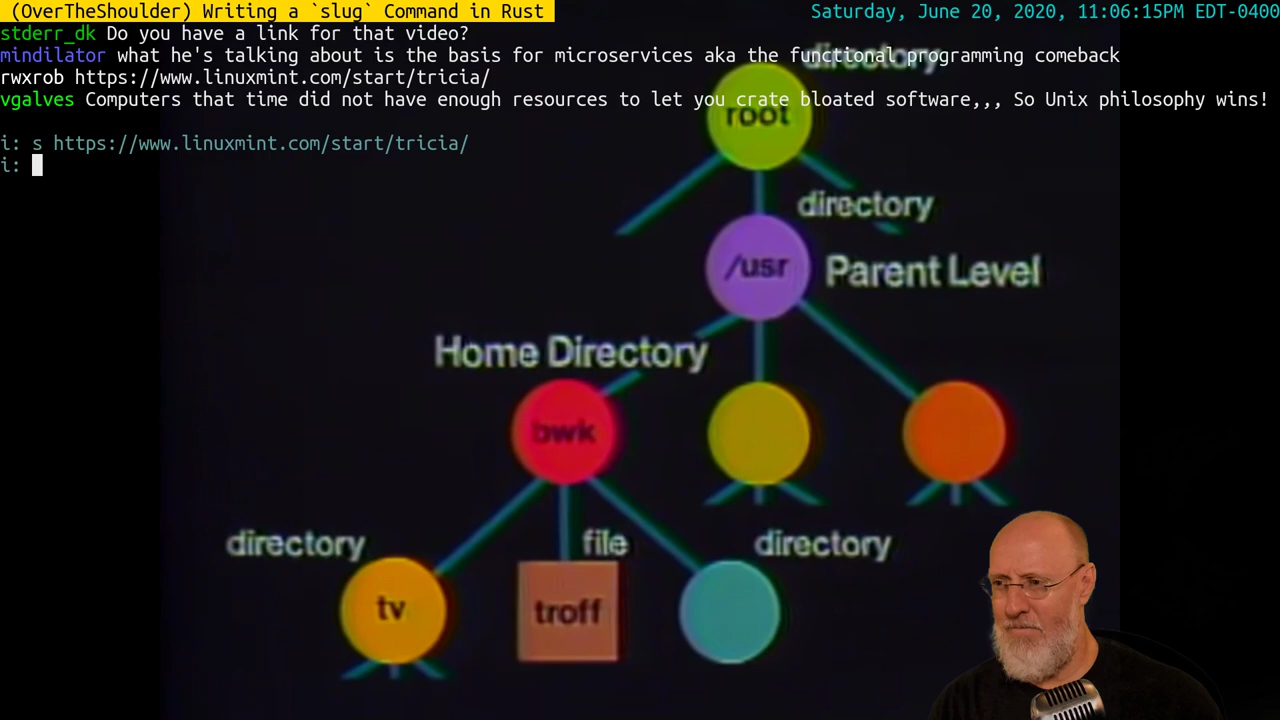 (OverTheShoulder) Writing a `slug` Command in Rust
Saturday, June 20, 2020, 11:06:15PM EDT-0400
stderr_dk Do you have a link for that video?
mindilator what he's talking about is the basis for microservices aka the functional programming comeback
rwxrob https://www.linuxmint.com/start/tricia/
vgalves Computers that time did not have enough resources to let you crate bloated software,,, So Unix philosophy wins!
i: s https://www.linuxmint.com/start/tricia/
i:
directory
root
directory
/usr
Parent Level
Home Directory
bwk
directory
file
directory
tv
troff